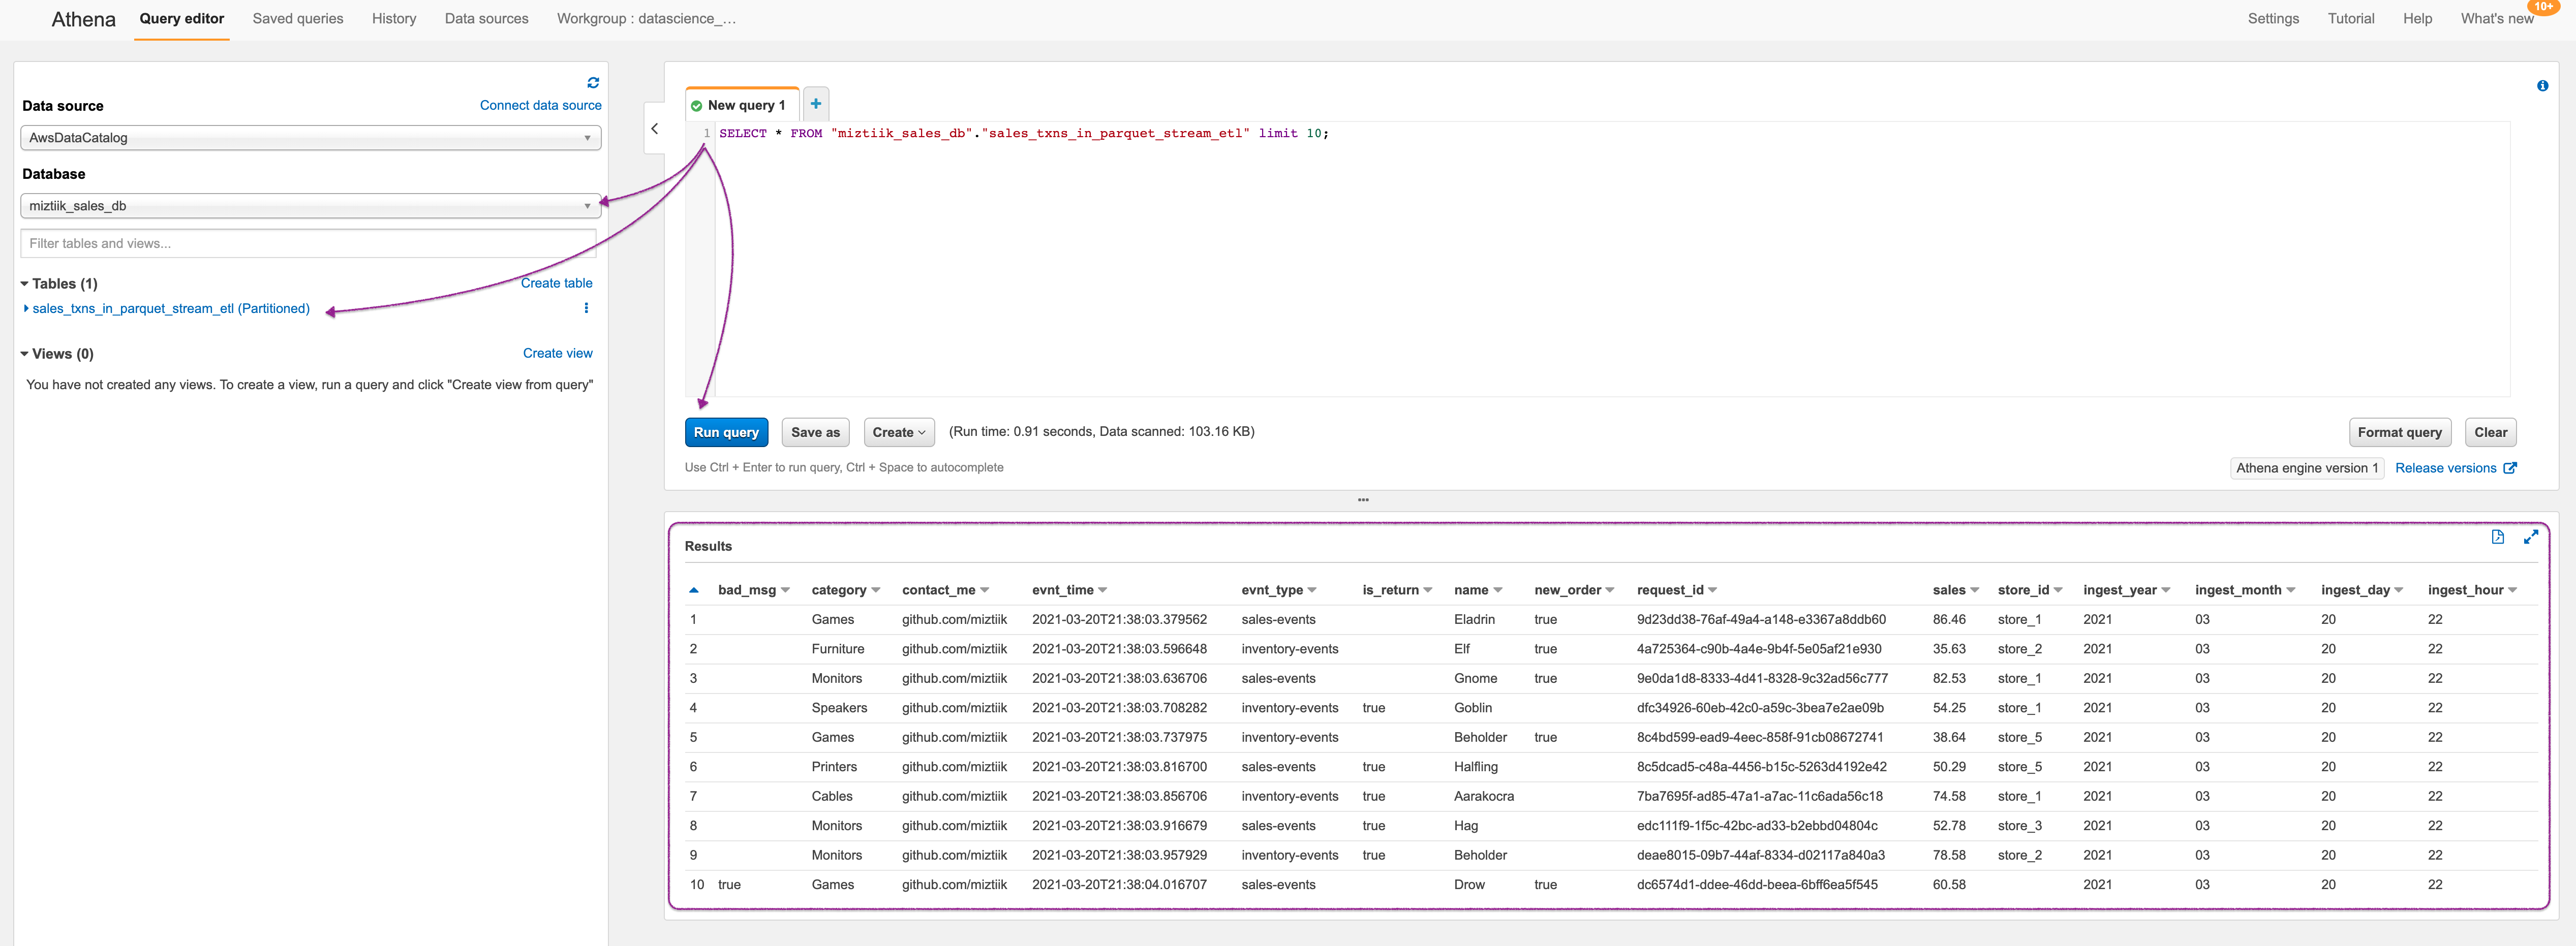 Athena Query editor Saved queries History Data sources Workgroup : datascience_… Settings Tutorial Help What's new 10+
Data source Connect data source
AwsDataCatalog
Database
miztiik_sales_db
Filter tables and views...
Tables (1) Create table
sales_txns_in_parquet_stream_etl (Partitioned)
Views (0) Create view
You have not created any views. To create a view, run a query and click "Create view from query"
New query 1 +
1 SELECT * FROM "miztiik_sales_db"."sales_txns_in_parquet_stream_etl" limit 10;
Run query Save as Create (Run time: 0.91 seconds, Data scanned: 103.16 KB) Format query Clear
Use Ctrl + Enter to run query, Ctrl + Space to autocomplete
Athena engine version 1 Release versions
Results
bad_msg category contact_me evnt_time evnt_type is_return name new_order request_id sales store_id ingest_year ingest_month ingest_day ingest_hour
1 Games github.com/miztiik 2021-03-20T21:38:03.379562 sales-events Eladrin true 9d23dd38-76af-49a4-a148-e3367a8ddb60 86.46 store_1 2021 03 20 22
2 Furniture github.com/miztiik 2021-03-20T21:38:03.596648 inventory-events Elf true 4a725364-c90b-4a4e-9b4f-5e05af21e930 35.63 store_2 2021 03 20 22
3 Monitors github.com/miztiik 2021-03-20T21:38:03.636706 sales-events Gnome true 9e0da1d8-8333-4d41-8328-9c32ad56c777 82.53 store_1 2021 03 20 22
4 Speakers github.com/miztiik 2021-03-20T21:38:03.708282 inventory-events true Goblin dfc34926-60eb-42c0-a59c-3bea7e2ae09b 54.25 store_1 2021 03 20 22
5 Games github.com/miztiik 2021-03-20T21:38:03.737975 inventory-events Beholder true 8c4bd599-ead9-4eec-858f-91cb08672741 38.64 store_5 2021 03 20 22
6 Printers github.com/miztiik 2021-03-20T21:38:03.816700 sales-events true Halfling 8c5dcad5-c48a-4456-b15c-5263d4192e42 50.29 store_5 2021 03 20 22
7 Cables github.com/miztiik 2021-03-20T21:38:03.856706 inventory-events true Aarakocra 7ba7695f-ad85-47a1-a7ac-11c6ada56c18 74.58 store_1 2021 03 20 22
8 Monitors github.com/miztiik 2021-03-20T21:38:03.916679 sales-events true Hag edc111f9-1f5c-42bc-ad33-b2ebbd04804c 52.78 store_3 2021 03 20 22
9 Monitors github.com/miztiik 2021-03-20T21:38:03.957929 inventory-events true Beholder deae8015-09b7-44af-8334-d02117a840a3 78.58 store_2 2021 03 20 22
10 true Games github.com/miztiik 2021-03-20T21:38:04.016707 sales-events Drow true dc6574d1-ddee-46dd-beea-6bff6ea5f545 60.58 2021 03 20 22